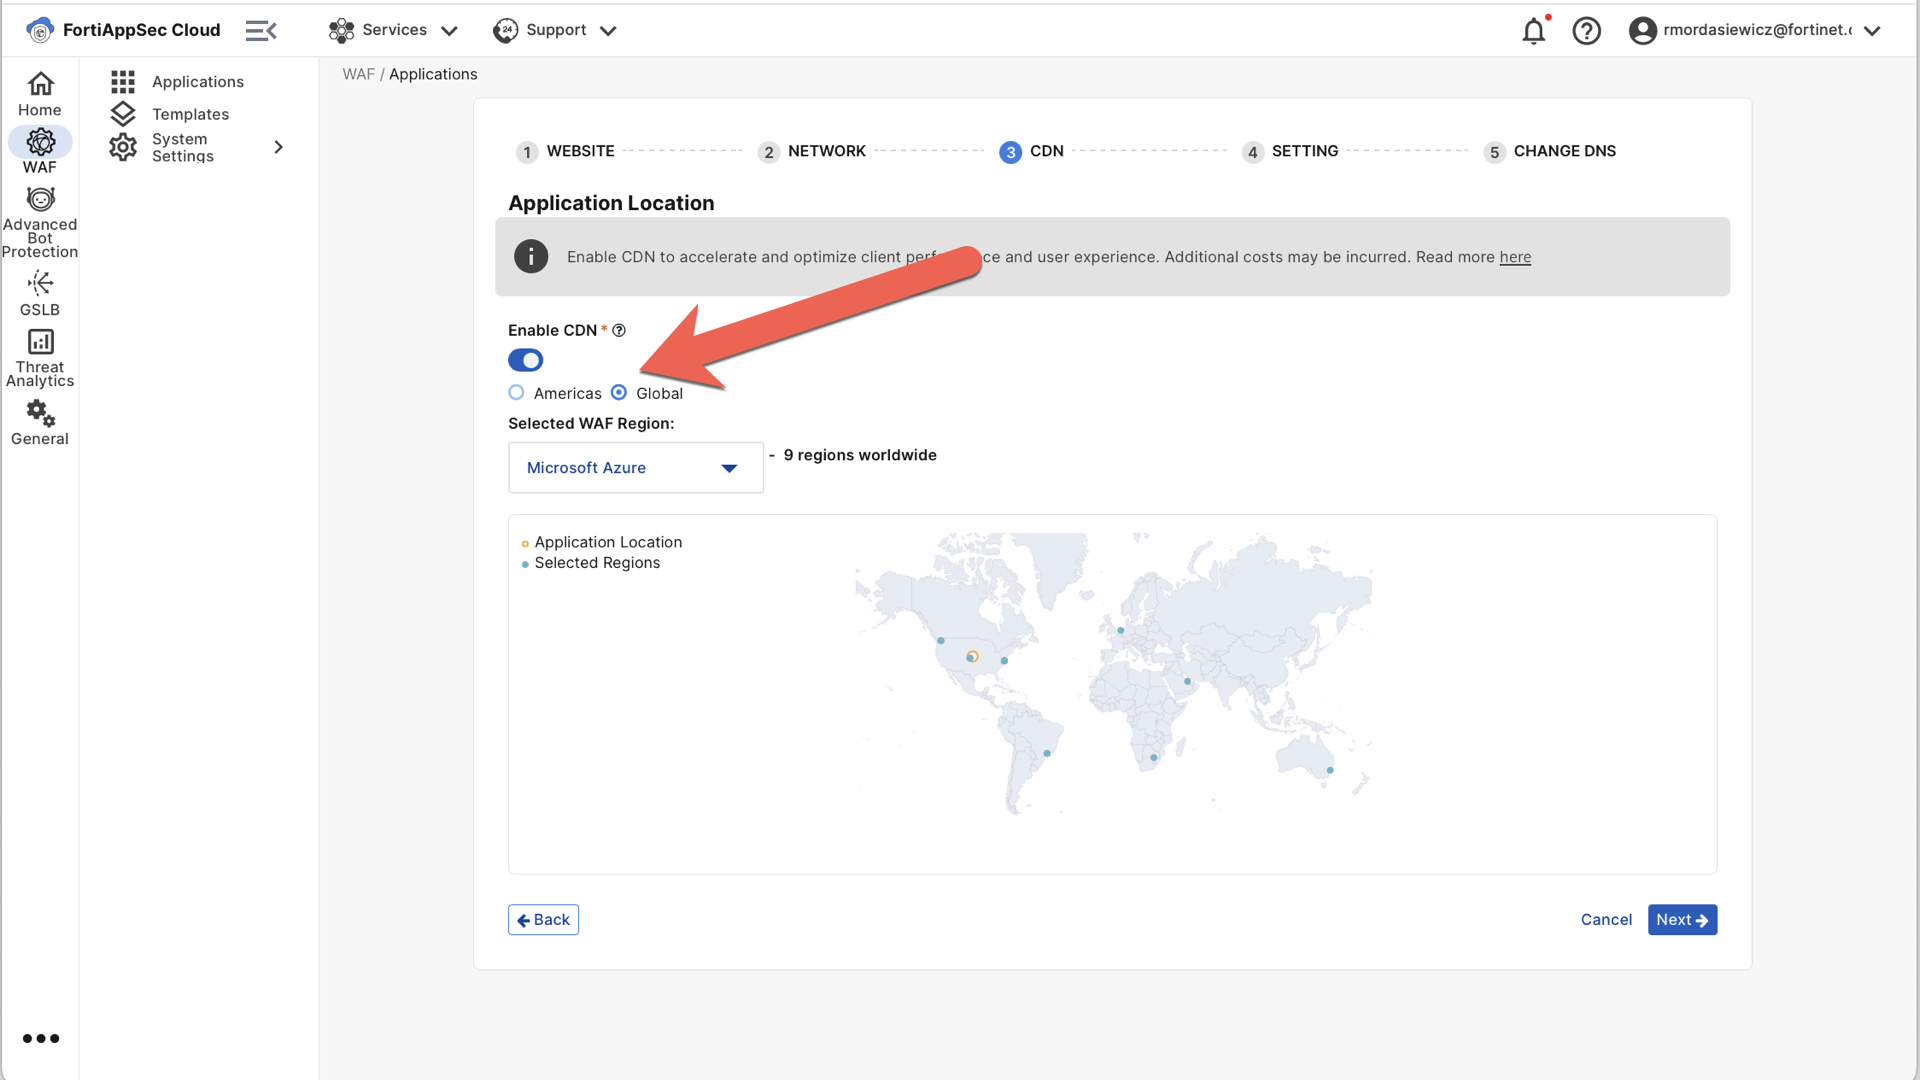 FortiAppSec Cloud
Services
24
Support
rmordasiewicz@fortinet.c
Home
WAF
Advanced
Bot
Protection
GSLB
Threat
Analytics
General
Applications
Templates
System
Settings
WAF / Applications
1 WEBSITE
2 NETWORK
3 CDN
4 SETTING
5 CHANGE DNS
Application Location
Enable CDN to accelerate and optimize client perf ce and user experience. Additional costs may be incurred. Read more here
Enable CDN *
Americas Global
Selected WAF Region:
Microsoft Azure
- 9 regions worldwide
Application Location
Selected Regions
Back
Cancel
Next